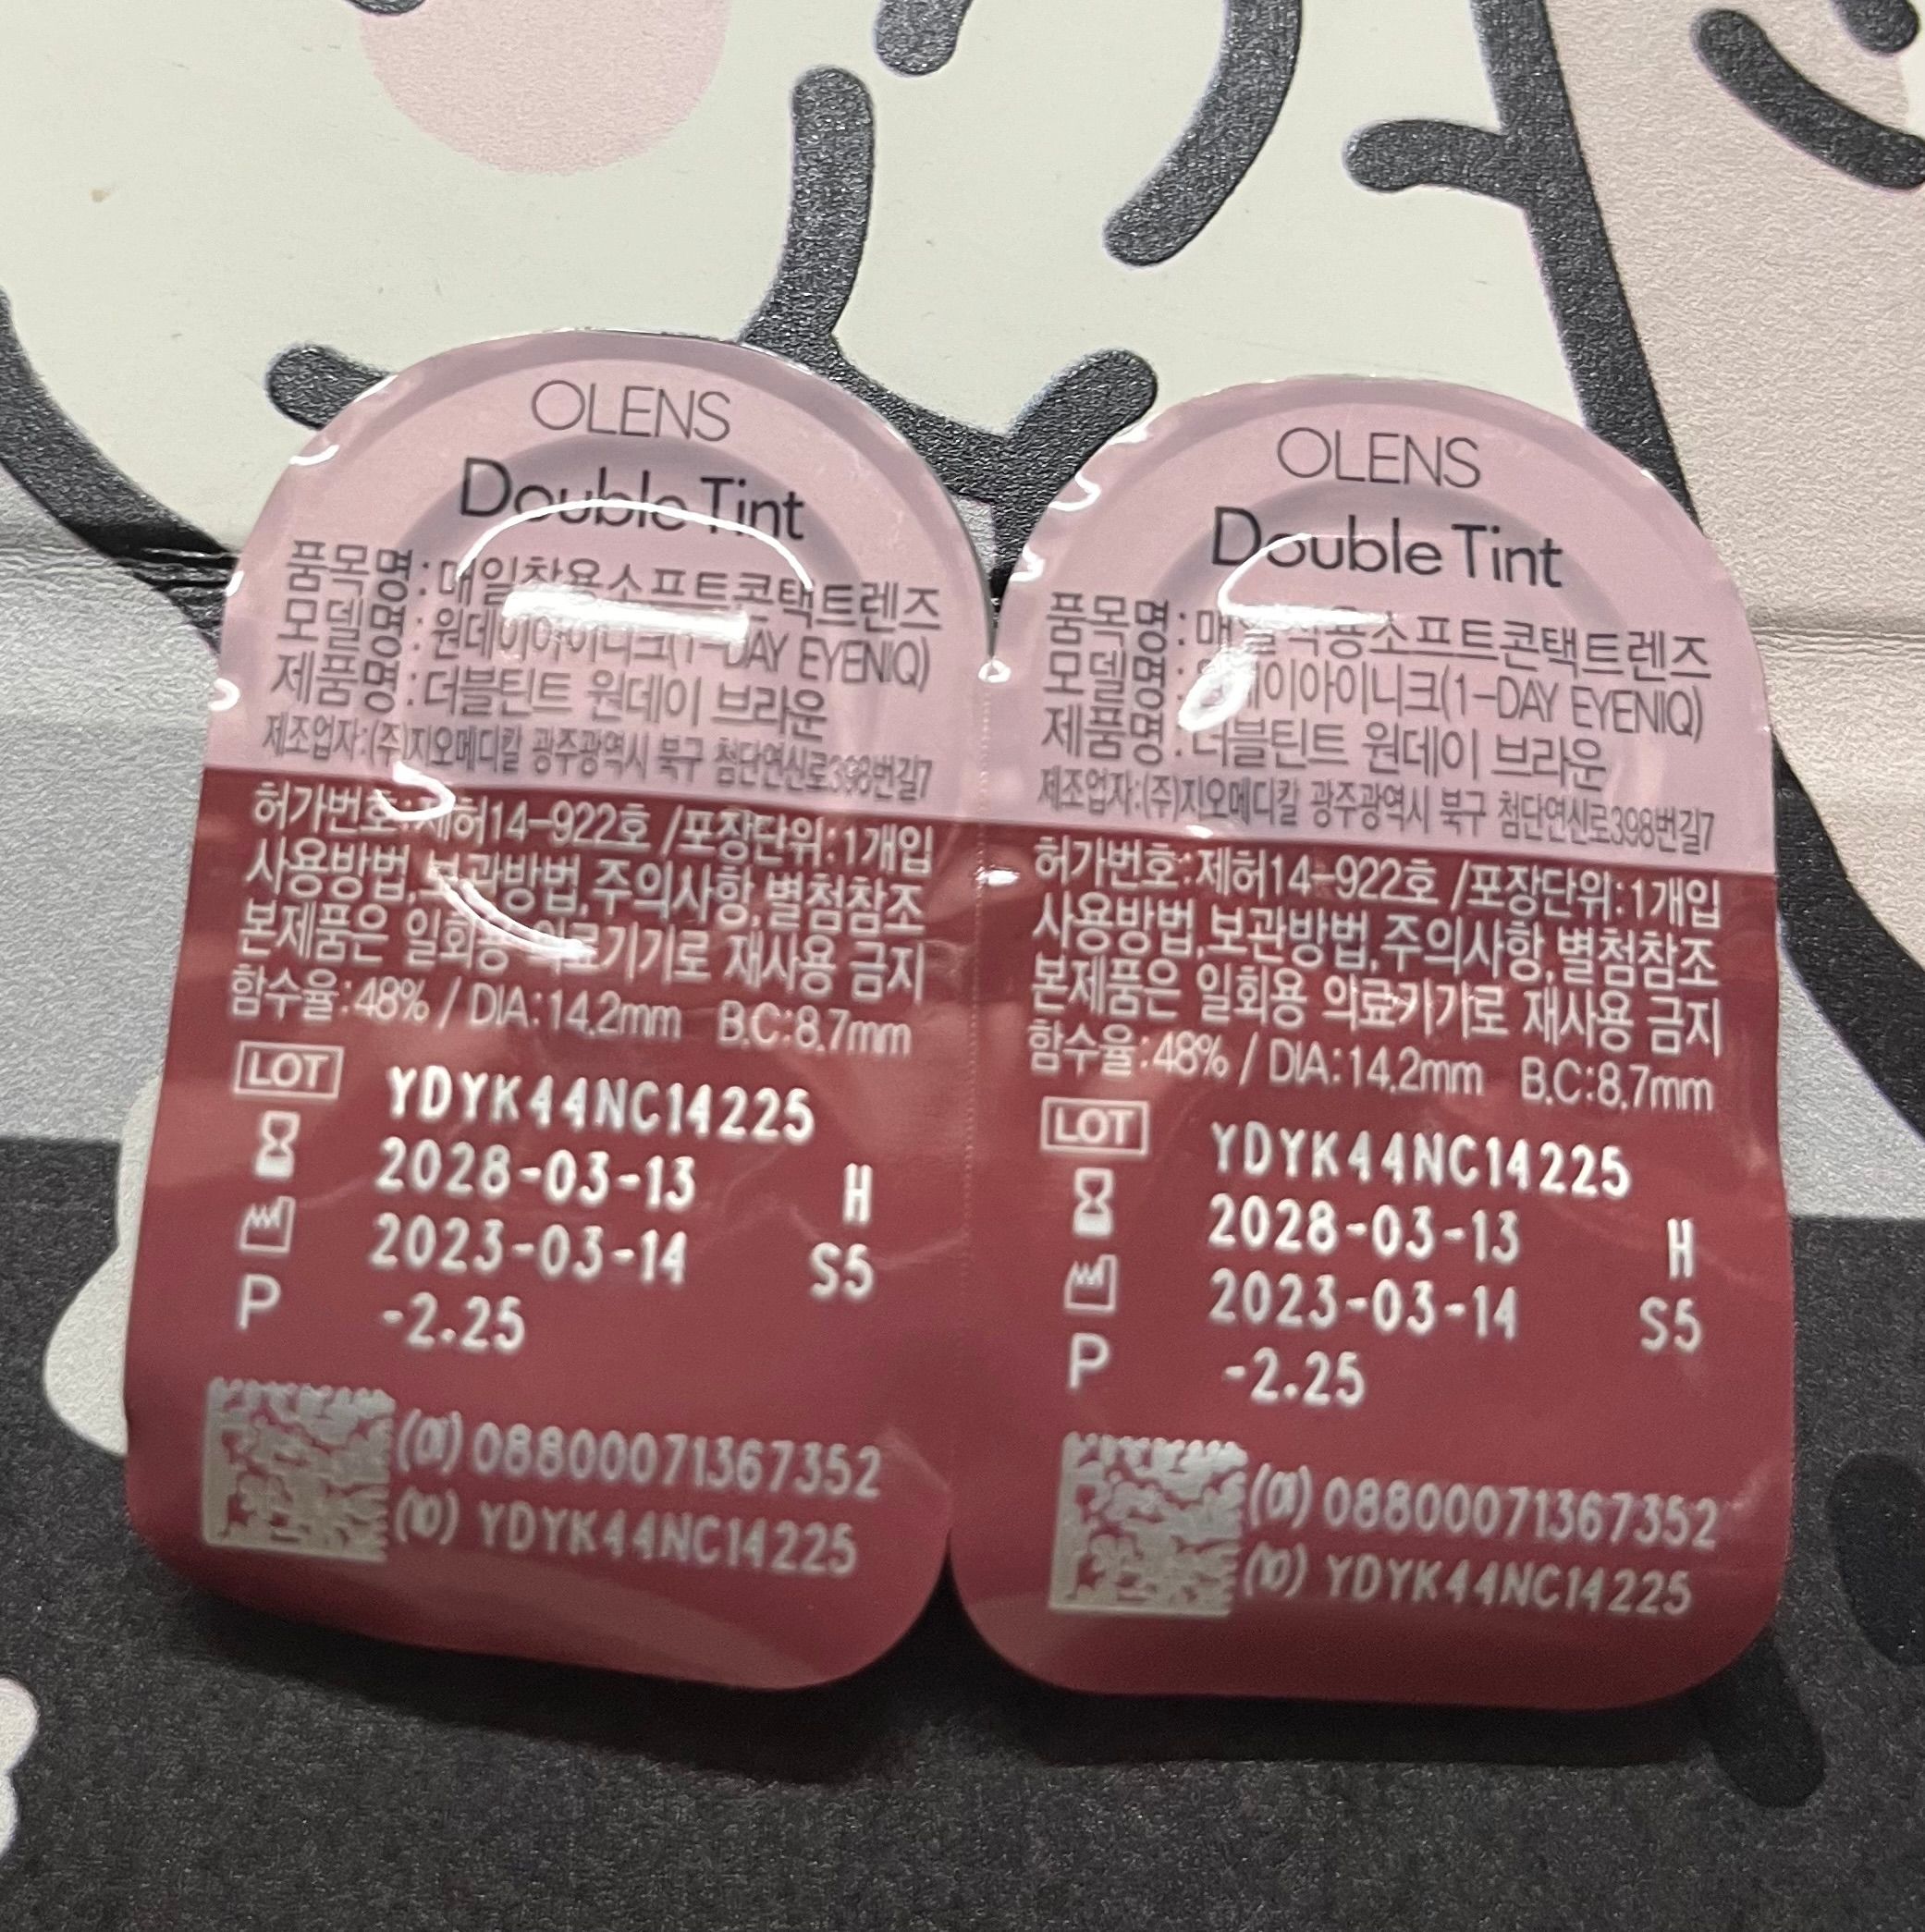 OLENS
Double Tint
품목명:매일착용소프트콘택트렌즈
모델명:원데이아이니크(1-DAY EYENIQ)
제품명:더블틴트 원데이 브라운
제조업자:(주)지오메디칼 광주광역시 북구 첨단연신로398번길7
허가번호:제허14-922호 /포장단위:1개입
사용방법,보관방법,주의사항,별첨참조
본제품은 일회용 의료기기로 재사용 금지
함수율:48% / DIA:14.2mm B.C:8.7mm
LOT YDYK44NC14225
2028-03-13 H
2023-03-14 S5
P -2.25
(01) 08800071367352
(10) YDYK44NC14225
OLENS
Double Tint
품목명:매일착용소프트콘택트렌즈
모델명:원데이아이니크(1-DAY EYENIQ)
제품명:더블틴트 원데이 브라운
제조업자:(주)지오메디칼 광주광역시 북구 첨단연신로398번길7
허가번호:제허14-922호 /포장단위:1개입
사용방법,보관방법,주의사항,별첨참조
본제품은 일회용 의료기기로 재사용 금지
함수율:48% / DIA:14.2mm B.C:8.7mm
LOT YDYK44NC14225
2028-03-13 H
2023-03-14 S5
P -2.25
(01) 08800071367352
(10) YDYK44NC14225